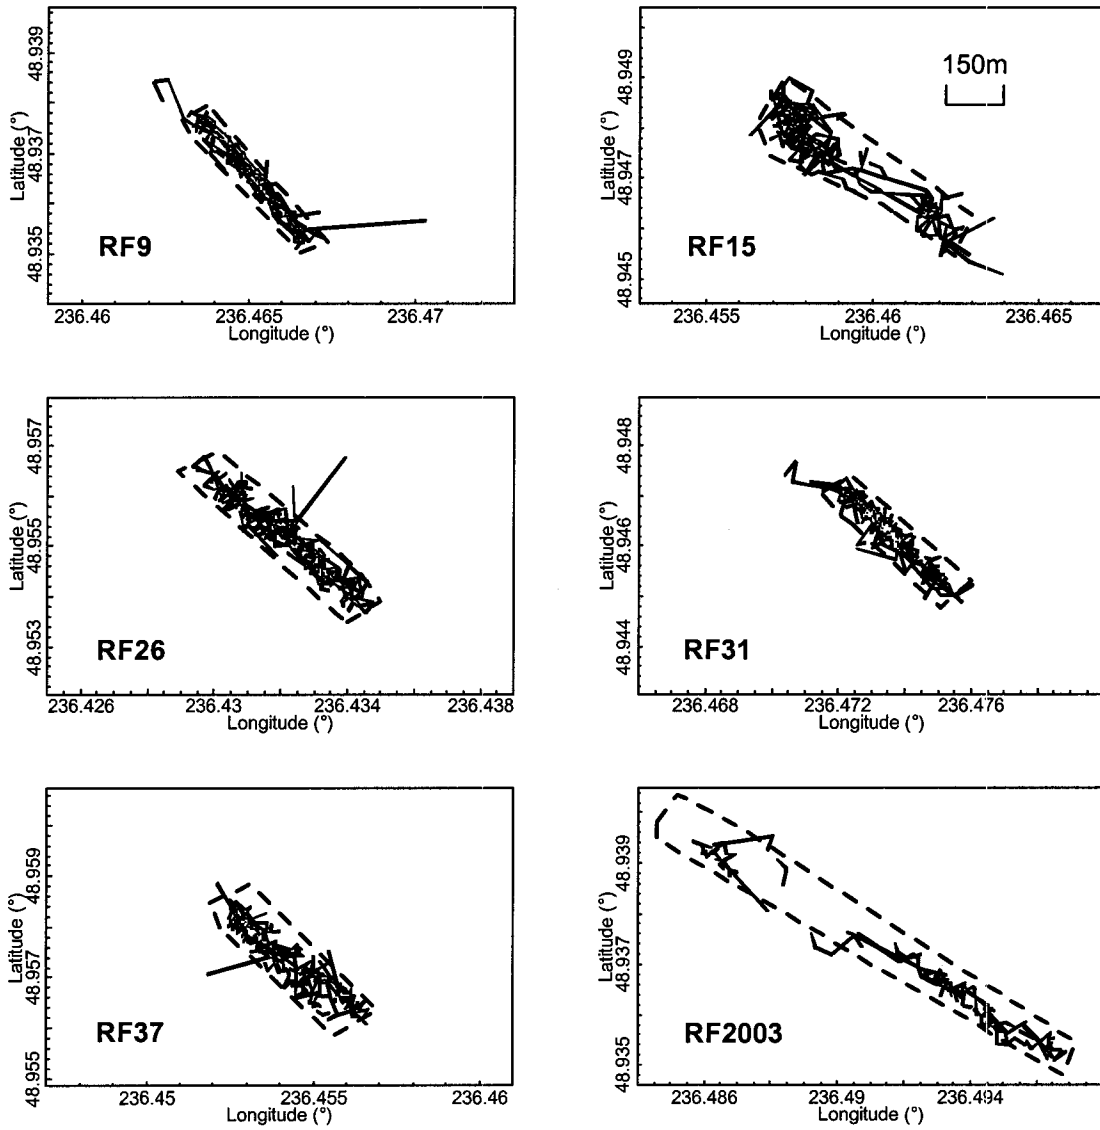 48.939
48.937
48.935
Latitude (°)
RF9
236.46
236.465
236.47
Longitude (°)
48.949
48.947
48.945
Latitude (°)
150m
RF15
236.455
236.46
236.465
Longitude (°)
48.957
48.955
48.953
Latitude (°)
RF26
236.426
236.43
236.434
236.438
Longitude (°)
48.948
48.946
48.944
Latitude (°)
RF31
236.468
236.472
236.476
Longitude (°)
48.959
48.957
48.955
Latitude (°)
RF37
236.45
236.455
236.46
Longitude (°)
48.939
48.937
48.935
Latitude (°)
RF2003
236.486
236.49
236.494
Longitude (°)